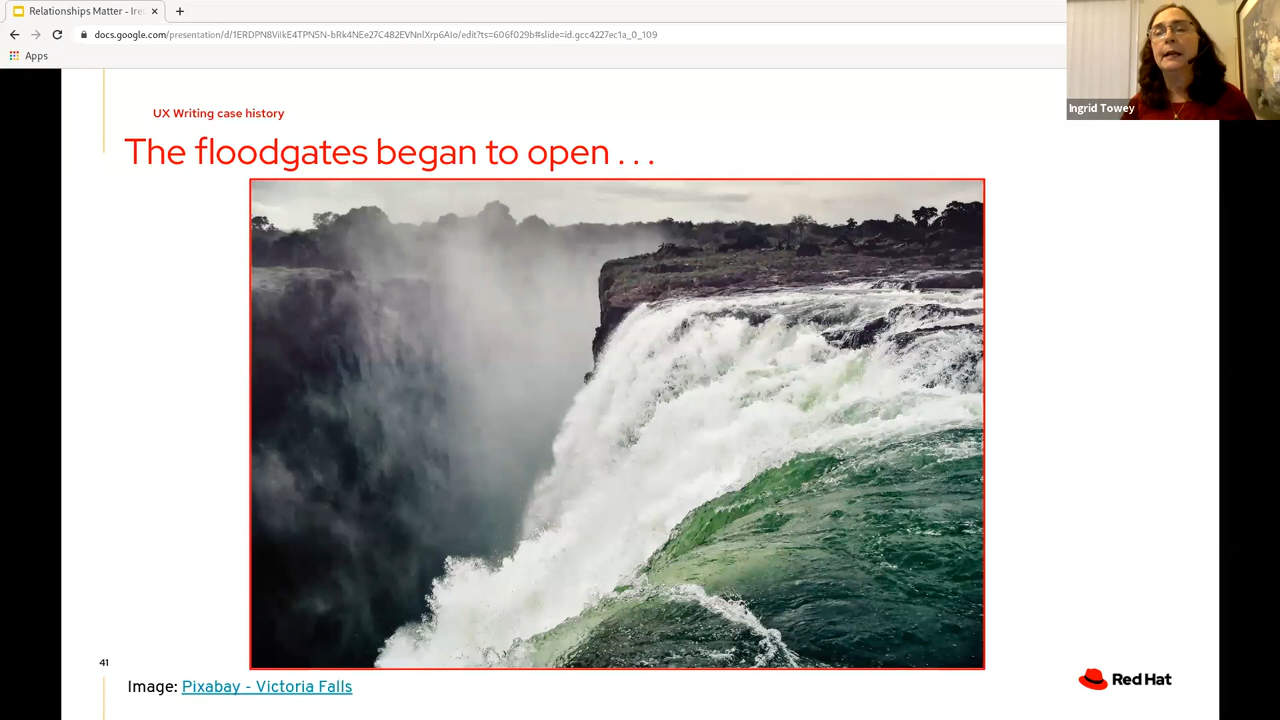 Relationships Matter - Ire
docs.google.com/presentation/d/1ERDPN8VilkE4TPN5N-bRk4NEe27C482EVNnlXrp6AIo/edit?ts=606f029b#slide=id.gcc4227ec1a_0_109
Apps
Ingrid Towey
UX Writing case history
The floodgates began to open . . .
41
Image: Pixabay - Victoria Falls
Red Hat